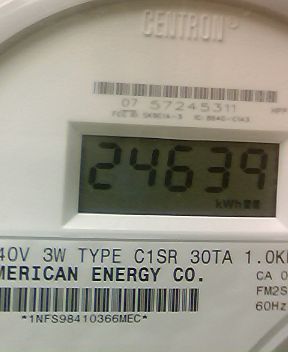 CENTRON
07 57245311
24639
kWh
40V 3W TYPE C1SR 30TA 1.0K
MERICAN ENERGY CO.
CA 0
FM2S
60Hz
*1NFS98410366MEC*